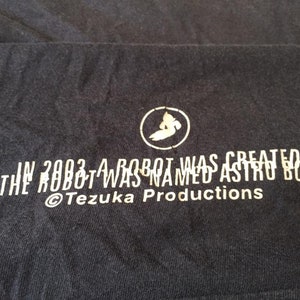 IN 2003, A ROBOT WAS CREATED
THE ROBOT WAS NAMED ASTRO BO
©Tezuka Productions